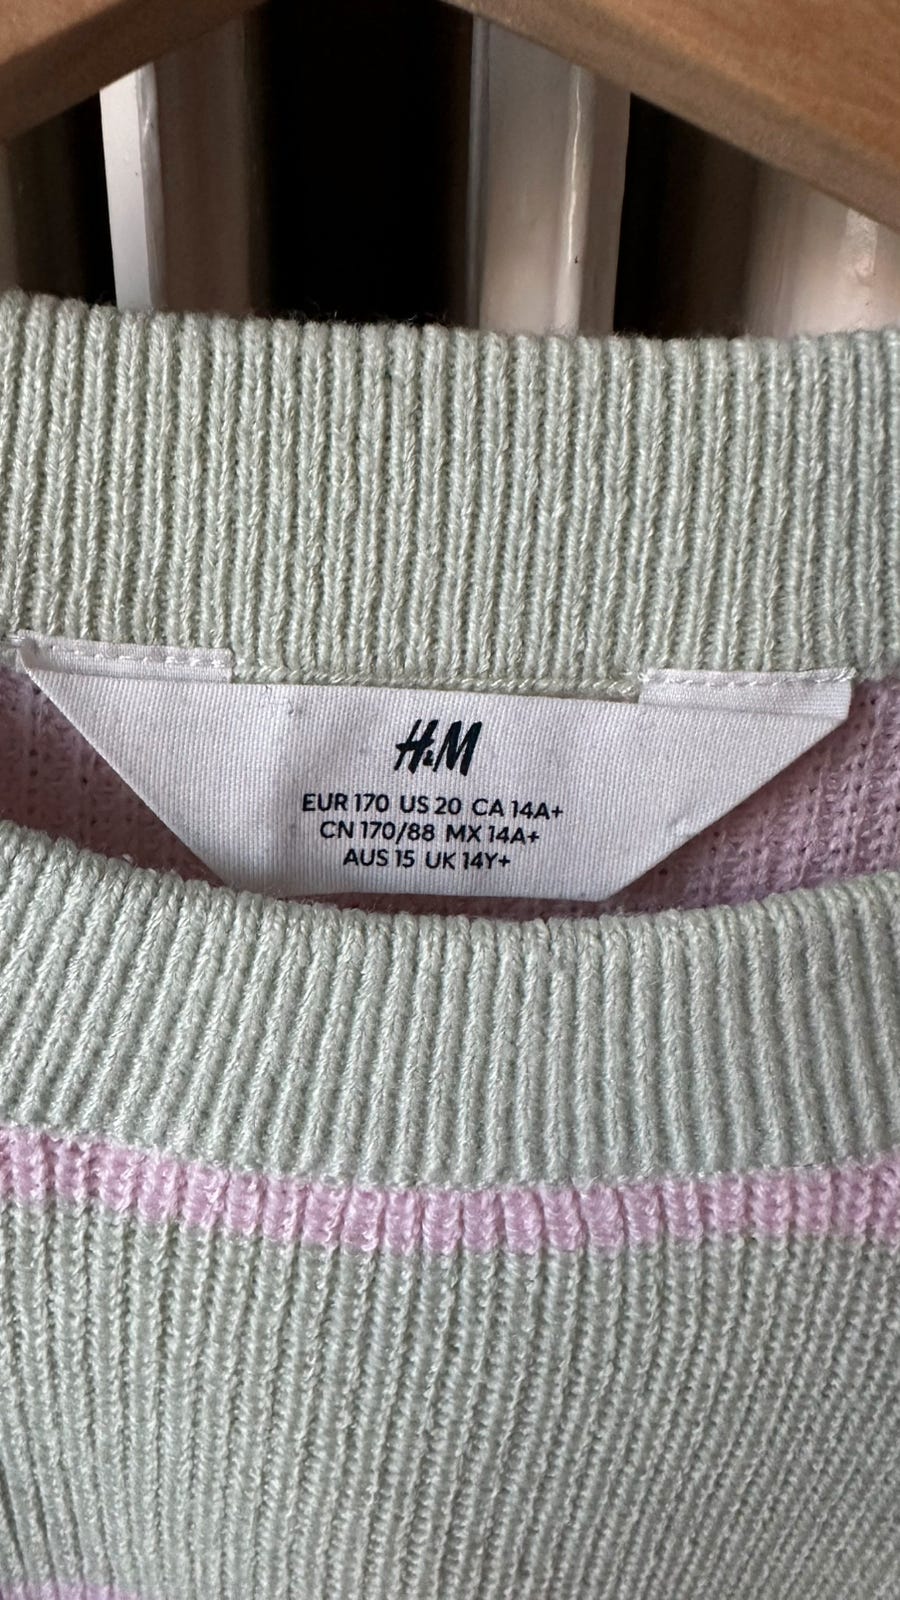 H&M
EUR 170 US 20 CA 14A+
CN 170/88 MX 14A+
AUS 15 UK 14Y+